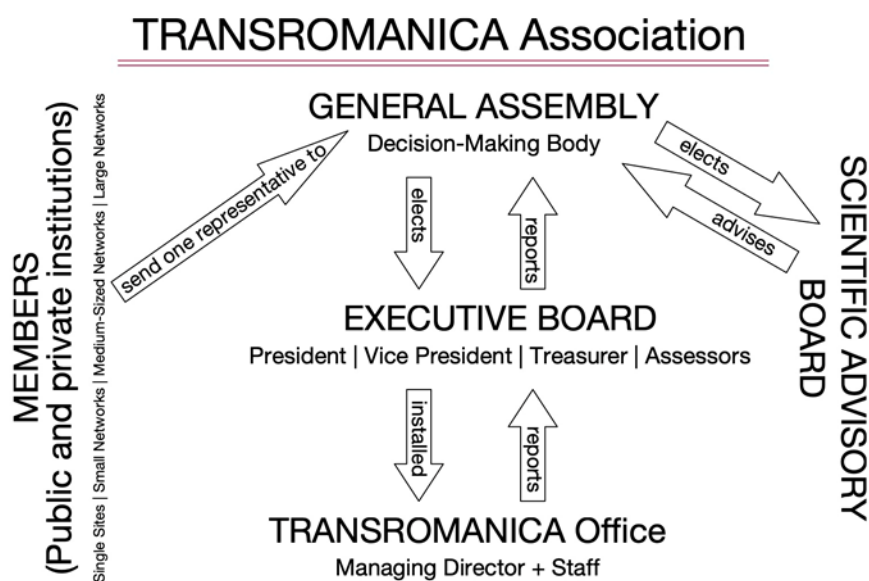 TRANSROMANICA Association
MEMBERS
(Public and private institutions)
Single Sites | Small Networks | Medium-Sized Networks | Large Networks
send one representative to
GENERAL ASSEMBLY
Decision-Making Body
elects
reports
elects
advises
SCIENTIFIC ADVISORY
BOARD
EXECUTIVE BOARD
President | Vice President | Treasurer | Assessors
installed
reports
TRANSROMANICA Office
Managing Director + Staff